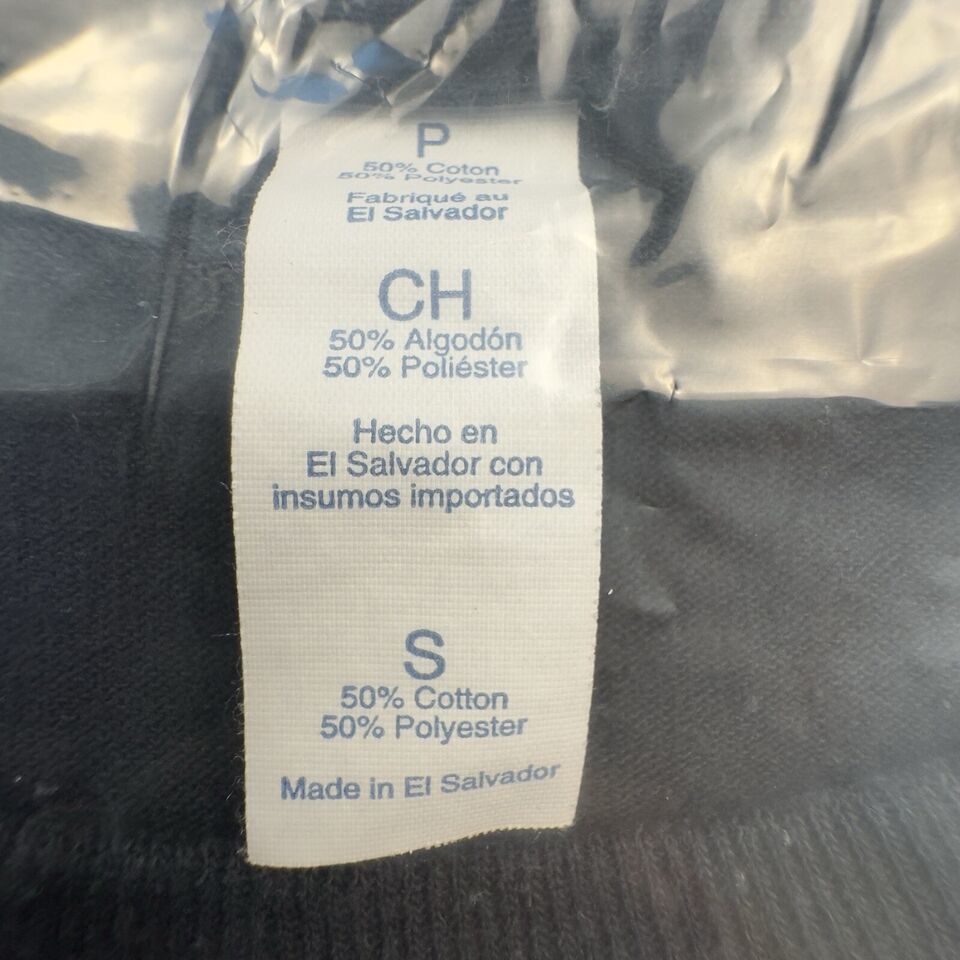 P
50% Coton
50% Polyester
Fabriqué au
El Salvador
CH
50% Algodón
50% Poliéster
Hecho en
El Salvador con
insumos importados
S
50% Cotton
50% Polyester
Made in El Salvador